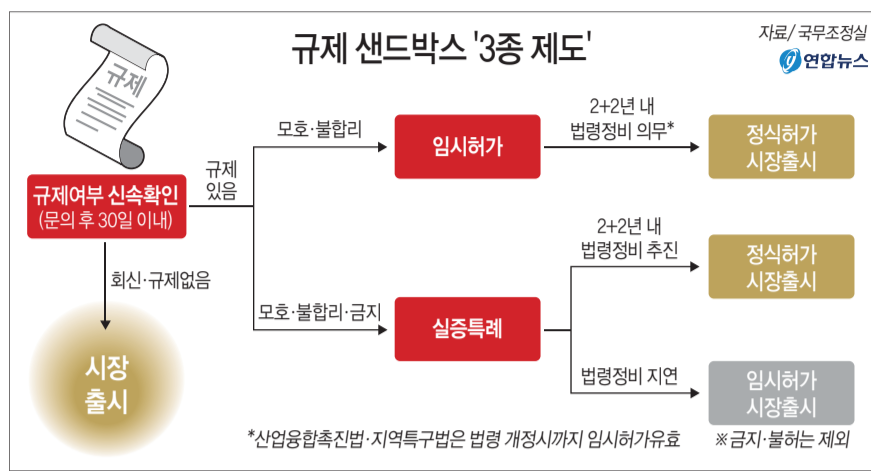 규제 샌드박스 '3종 제도'
자료/ 국무조정실
연합뉴스
규제
규제여부 신속확인
(문의 후 30일 이내)
규제
있음
모호·불합리
임시허가
2+2년 내
법령정비 의무*
정식허가
시장출시
회신·규제없음
시장
출시
모호·불합리·금지
실증특례
2+2년 내
법령정비 추진
정식허가
시장출시
법령정비 지연
임시허가
시장출시
*산업융합촉진법·지역특구법은 법령 개정시까지 임시허가유효
※금지·불허는 제외